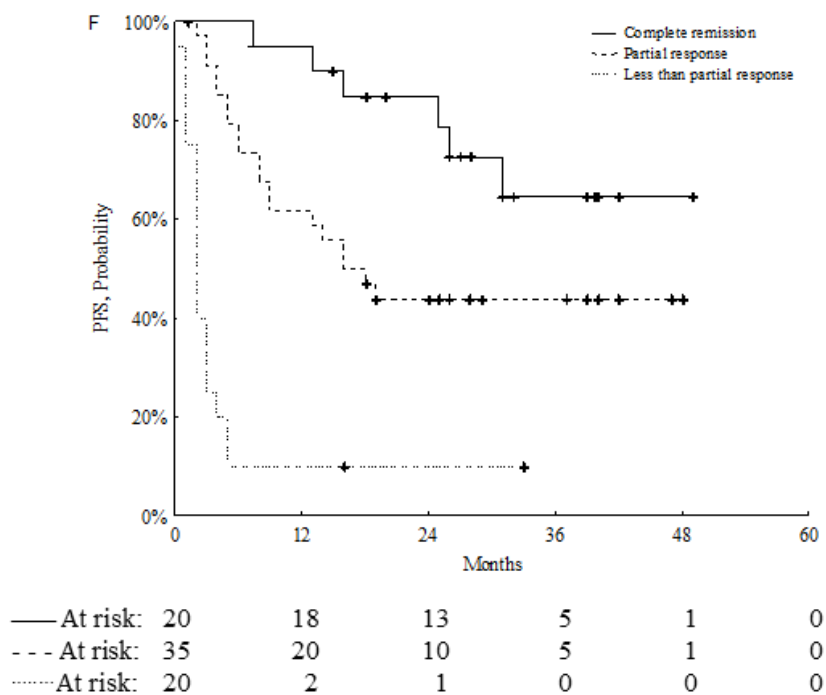 F
100%
80%
60%
40%
20%
0%
PFS, Probability
Complete remission
Partial response
Less than partial response
0 12 24 36 48 60
Months
At risk: 20 18 13 5 1 0
At risk: 35 20 10 5 1 0
At risk: 20 2 1 0 0 0